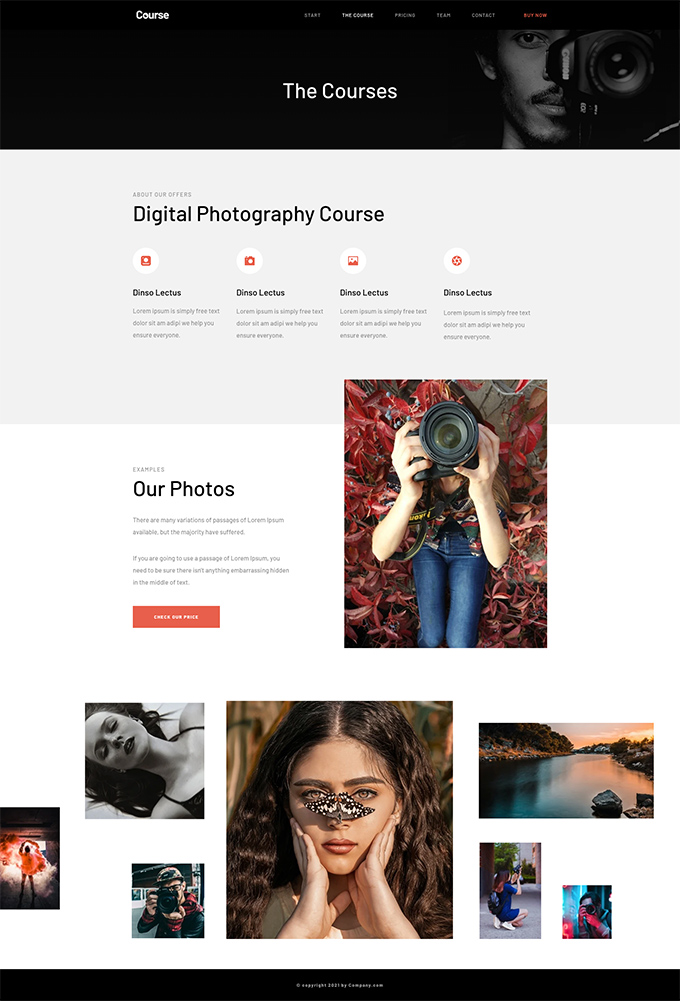 Course
START THE COURSE PRICING TEAM CONTACT BUY NOW
The Courses
ABOUT OUR OFFERS
Digital Photography Course
Dinso Lectus
Lorem ipsum is simply free text
dolor sit am adipi we help you
ensure everyone.
Dinso Lectus
Lorem ipsum is simply free text
dolor sit am adipi we help you
ensure everyone.
Dinso Lectus
Lorem ipsum is simply free text
dolor sit am adipi we help you
ensure everyone.
Dinso Lectus
Lorem ipsum is simply free text
dolor sit am adipi we help you
ensure everyone.
EXAMPLES
Our Photos
There are many variations of passages of Lorem Ipsum
available, but the majority have suffered.
If you are going to use a passage of Lorem Ipsum, you
need to be sure there isn't anything embarrassing hidden
in the middle of text.
CHECK OUR PRICE
© copyright 2021 by Company.com